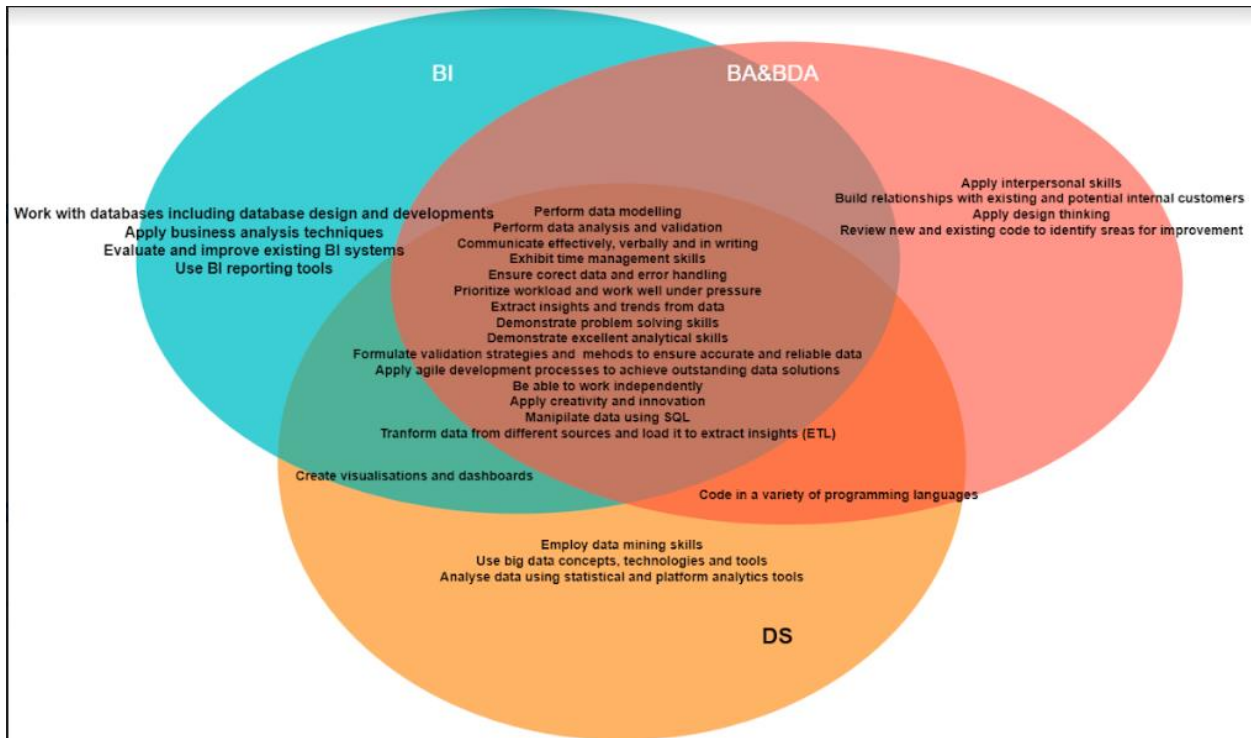 BI
BA&BDA
Work with databases including database design and developments
Apply business analysis techniques
Evaluate and improve existing BI systems
Use BI reporting tools
Perform data modelling
Perform data analysis and validation
Communicate effectively, verbally and in writing
Exhibit time management skills
Ensure corect data and error handling
Prioritize workload and work well under pressure
Extract insights and trends from data
Demonstrate problem solving skills
Demonstrate excellent analytical skills
Formulate validation strategies and mehods to ensure accurate and reliable data
Apply agile development processes to achieve outstanding data solutions
Be able to work independently
Apply creativity and innovation
Manipilate data using SQL
Tranform data from different sources and load it to extract insights (ETL)
Apply interpersonal skills
Build relationships with existing and potential internal customers
Apply design thinking
Review new and existing code to identify sreas for improvement
Create visualisations and dashboards
Code in a variety of programming languages
Employ data mining skills
Use big data concepts, technologies and tools
Analyse data using statistical and platform analytics tools
DS